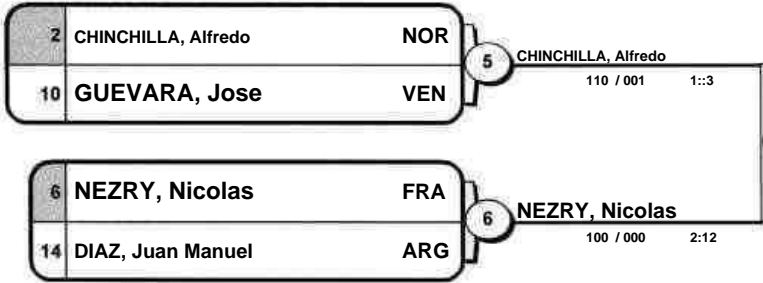 2 CHINCHILLA, Alfredo NOR
10 GUEVARA, Jose VEN
5 CHINCHILLA, Alfredo
110 / 001 1::3
6 NEZRY, Nicolas FRA
14 DIAZ, Juan Manuel ARG
6 NEZRY, Nicolas
100 / 000 2:12